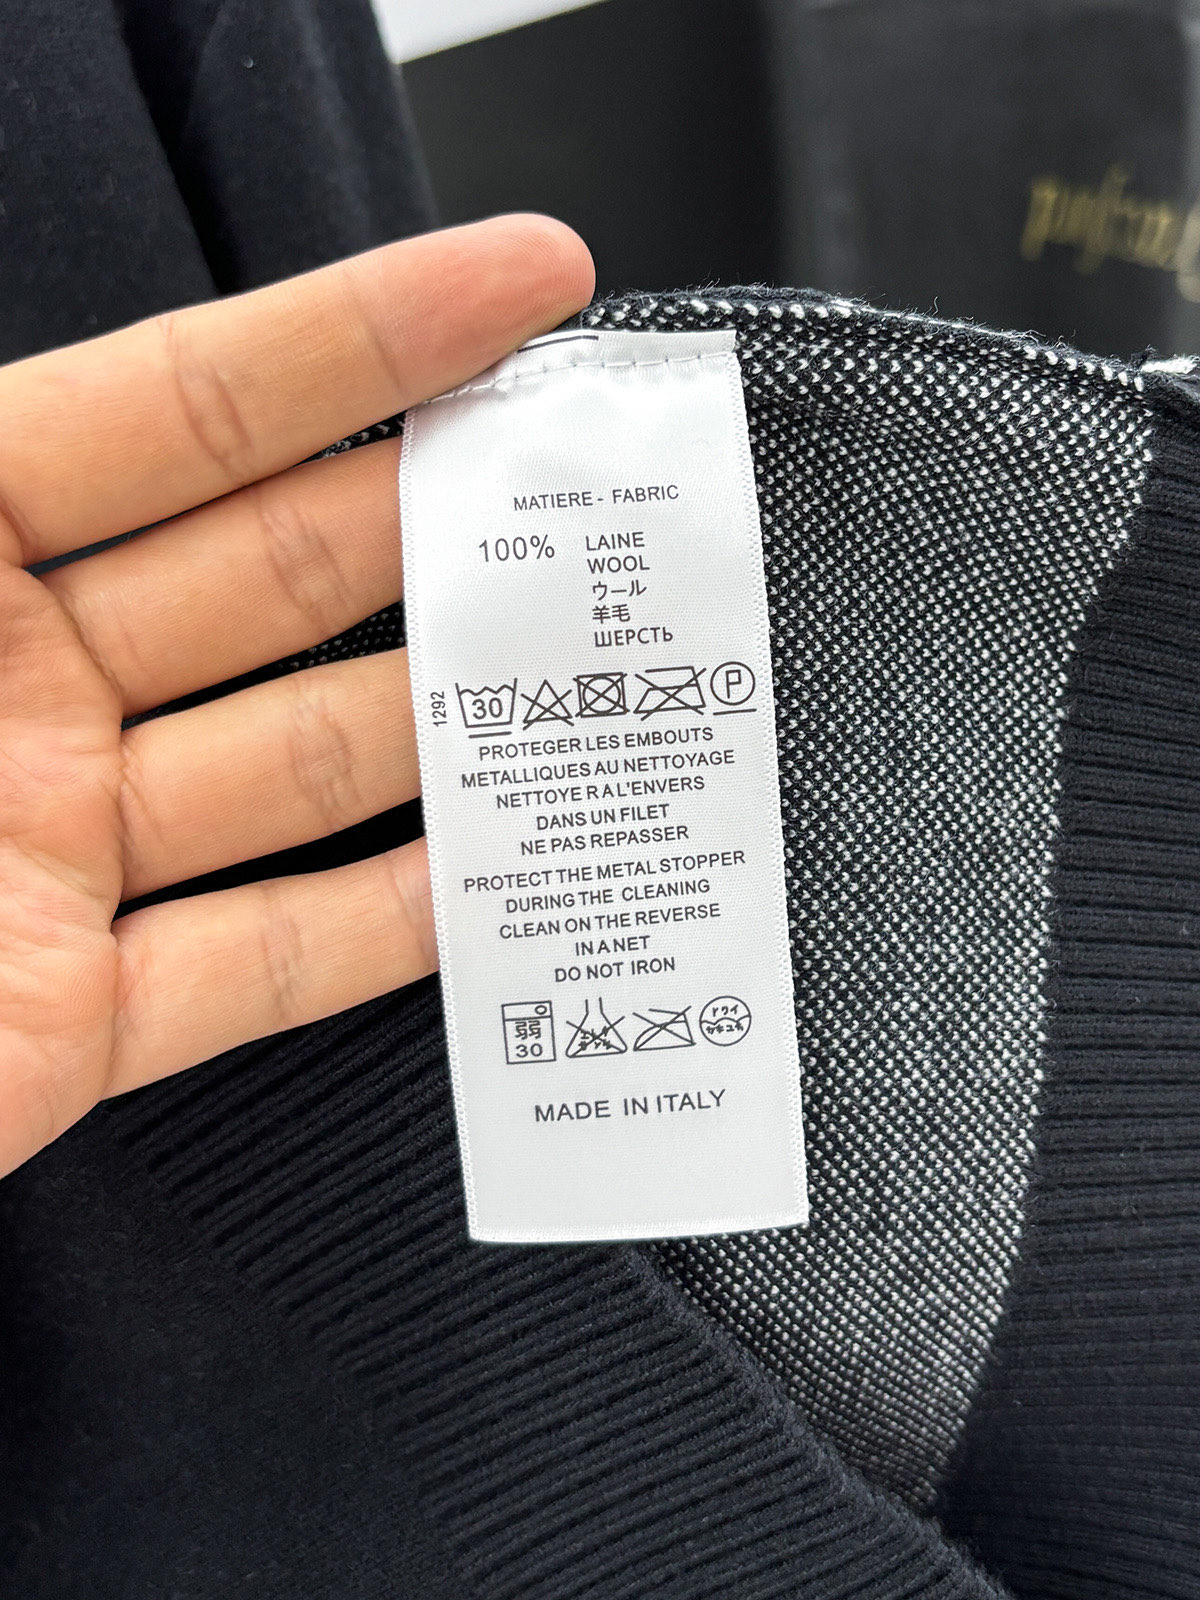 MATIERE - FABRIC
100% LAINE
WOOL
ウール
羊毛
ШЕРСТЬ
1292
30
P
PROTEGER LES EMBOUTS
METALLIQUES AU NETTOYAGE
NETTOYE R A L'ENVERS
DANS UN FILET
NE PAS REPASSER
PROTECT THE METAL STOPPER
DURING THE CLEANING
CLEAN ON THE REVERSE
IN A NET
DO NOT IRON
弱
30
MADE IN ITALY